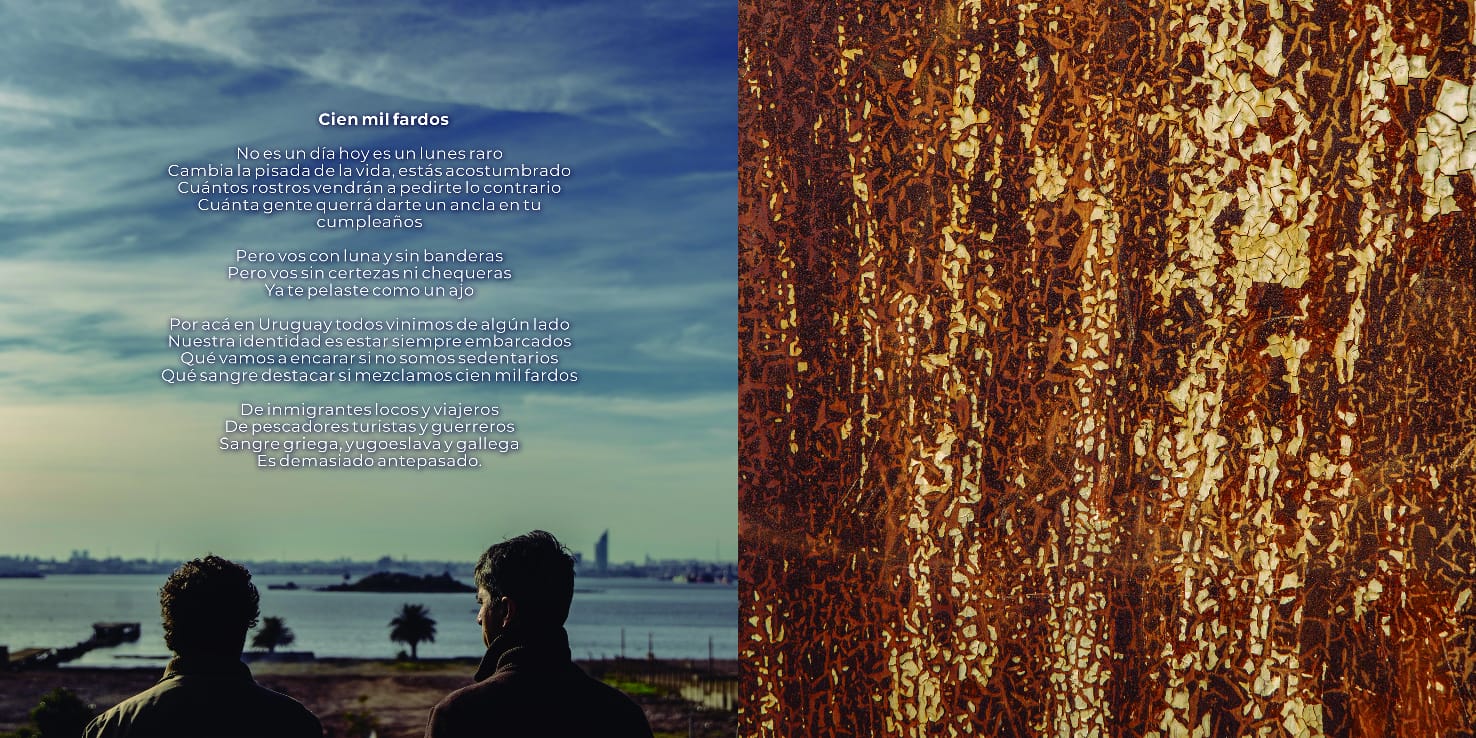 Cien mil fardos
No es un día hoy es un lunes raro
Cambia la pisada de la vida, estás acostumbrado
Cuántos rostros vendrán a pedirte lo contrario
Cuánta gente querrá darte un ancla en tu
cumpleaños
Pero vos con luna y sin banderas
Pero vos sin certezas ni chequeras
Ya te pelaste como un ajo
Por acá en Uruguay todos vinimos de algún lado
Nuestra identidad es estar siempre embarcados
Qué vamos a encarar si no somos sedentarios
Qué sangre destacar si mezclamos cien mil fardos
De inmigrantes locos y viajeros
De pescadores turistas y guerreros
Sangre griega, yugoeslava y gallega
Es demasiado antepasado.